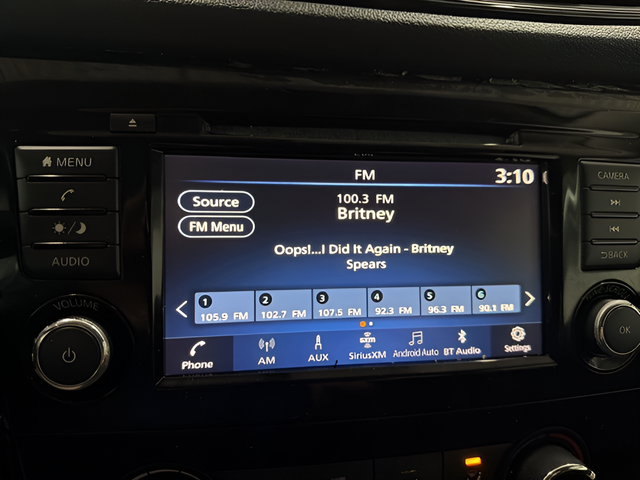 MENU
AUDIO
VOLUME
FM
3:10
Source
FM Menu
100.3 FM
Britney
Oops!...I Did It Again - Britney
Spears
1 2 3 4 5 6
105.9 FM 102.7 FM 107.5 FM 92.3 FM 96.3 FM 90.1 FM
Phone AM AUX SiriusXM Android Auto BT Audio Settings
CAMERA
BACK
OK